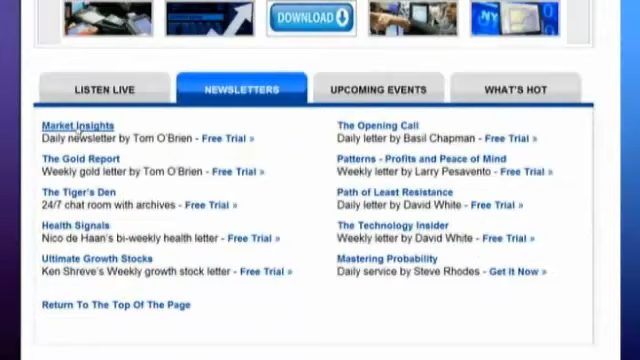 DOWNLOAD
NY
LISTEN LIVE
NEWSLETTERS
UPCOMING EVENTS
WHAT'S HOT
Market Insights
Daily newsletter by Tom O'Brien - Free Trial »
The Gold Report
Weekly gold letter by Tom O'Brien - Free Trial »
The Tiger's Den
24/7 chat room with archives - Free Trial »
Health Signals
Nico de Haan's bi-weekly health letter - Free Trial »
Ultimate Growth Stocks
Ken Shreve's Weekly growth stock letter - Free Trial »
Return To The Top Of The Page
The Opening Call
Daily letter by Basil Chapman - Free Trial »
Patterns - Profits and Peace of Mind
Weekly letter by Larry Pesavento - Free Trial »
Path of Least Resistance
Daily letter by David White - Free Trial »
The Technology Insider
Weekly letter by David White - Free Trial »
Mastering Probability
Daily service by Steve Rhodes - Get It Now »